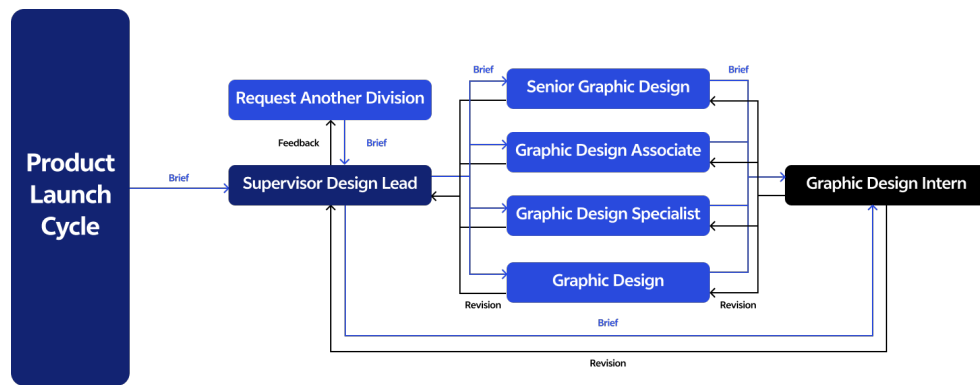 Product
Launch
Cycle
Brief
Request Another Division
Feedback
Brief
Supervisor Design Lead
Brief
Senior Graphic Design
Brief
Graphic Design Associate
Graphic Design Specialist
Graphic Design
Revision
Revision
Graphic Design Intern
Brief
Revision